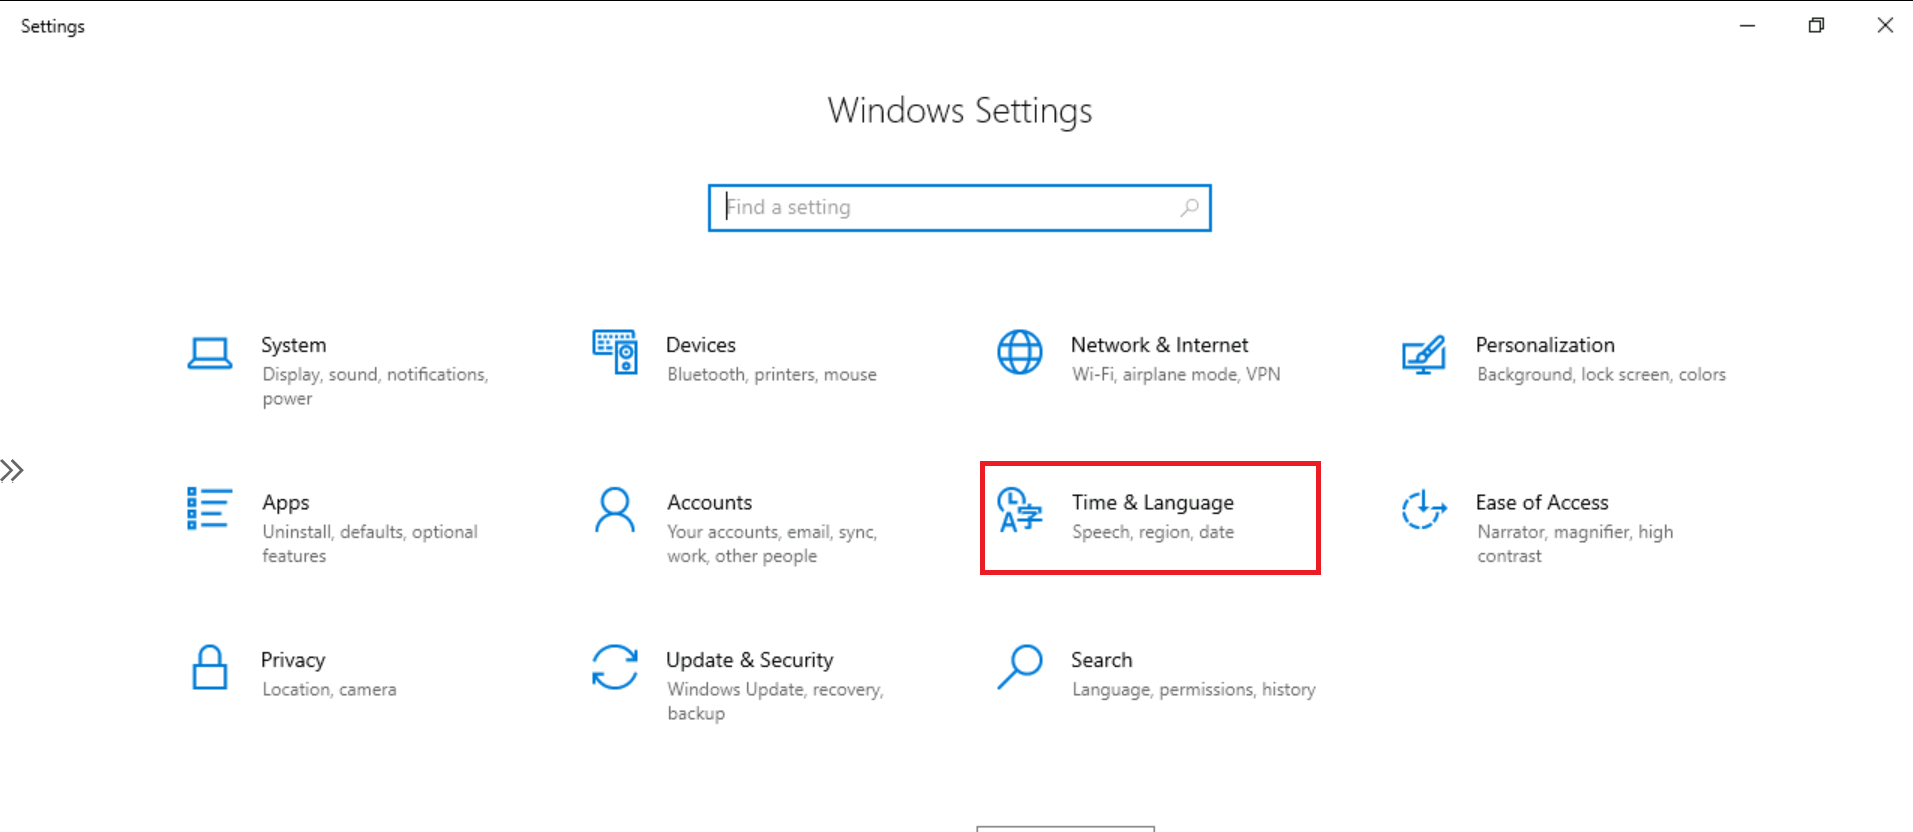 Settings
Windows Settings
Find a setting
System
Display, sound, notifications,
power
Devices
Bluetooth, printers, mouse
Network & Internet
Wi-Fi, airplane mode, VPN
Personalization
Background, lock screen, colors
Apps
Uninstall, defaults, optional
features
Accounts
Your accounts, email, sync,
work, other people
Time & Language
Speech, region, date
Ease of Access
Narrator, magnifier, high
contrast
Privacy
Location, camera
Update & Security
Windows Update, recovery,
backup
Search
Language, permissions, history